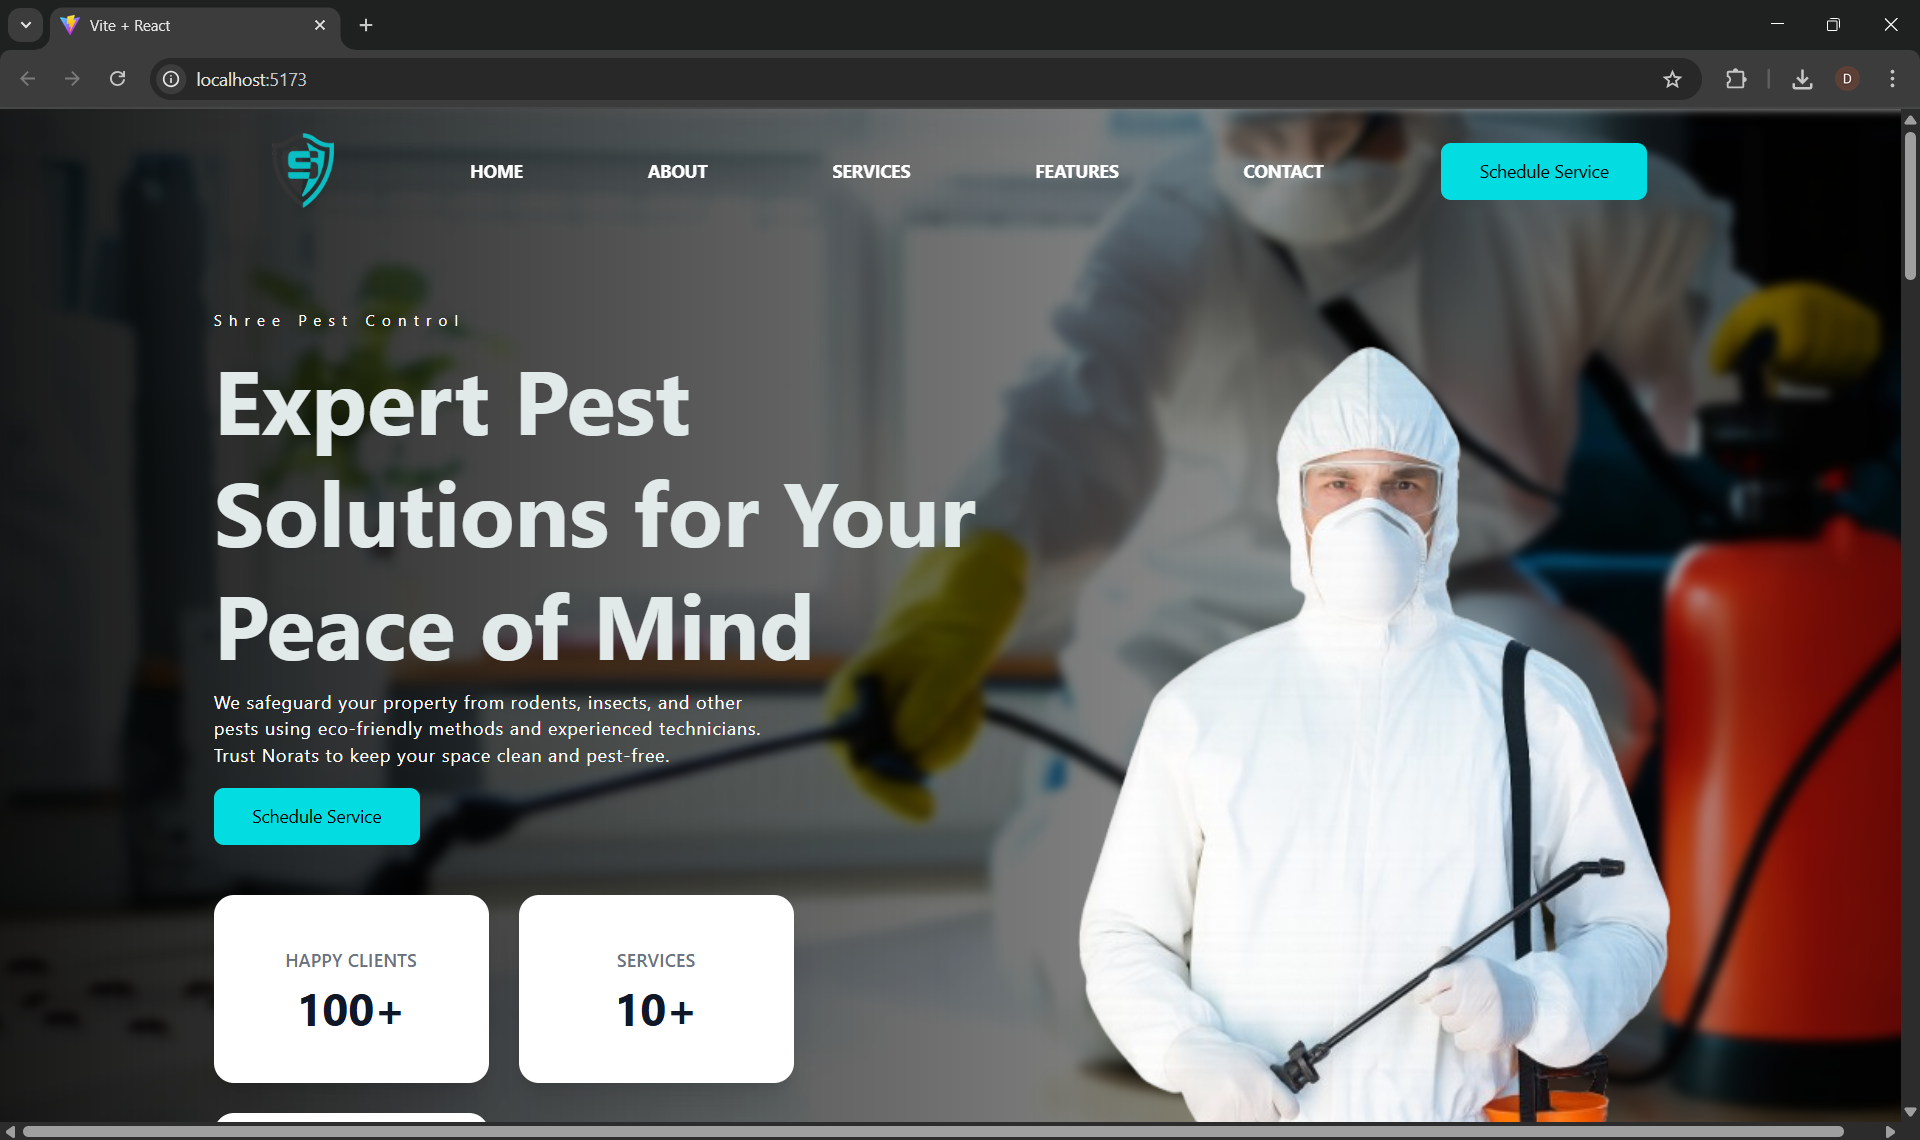 Vite + React
localhost:5173
D
HOME
ABOUT
SERVICES
FEATURES
CONTACT
Schedule Service
Shree Pest Control
Expert Pest
Solutions for Your
Peace of Mind
We safeguard your property from rodents, insects, and other
pests using eco-friendly methods and experienced technicians.
Trust Norats to keep your space clean and pest-free.
Schedule Service
HAPPY CLIENTS
100+
SERVICES
10+